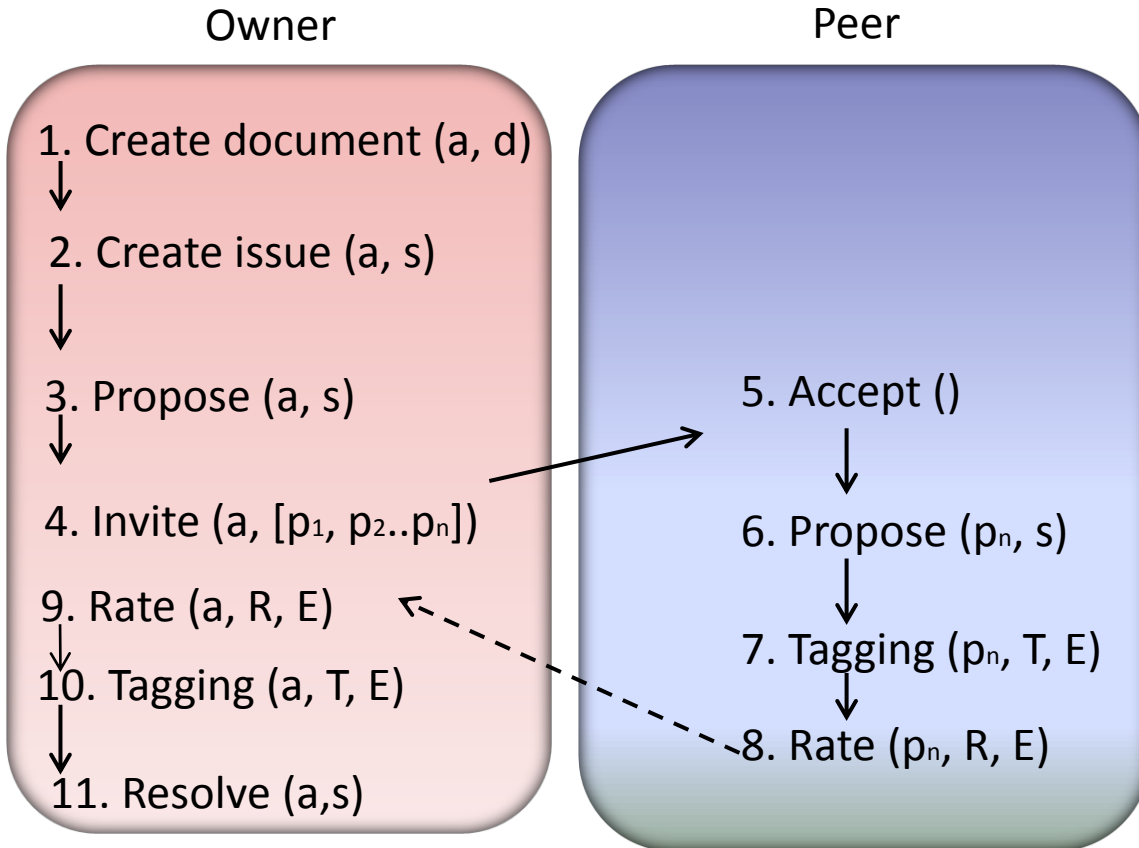 Owner
Peer
1. Create document (a, d)
2. Create issue (a, s)
3. Propose (a, s)
4. Invite (a, [p₁, p₂..pₙ])
5. Accept ()
6. Propose (pₙ, s)
7. Tagging (pₙ, T, E)
8. Rate (pₙ, R, E)
9. Rate (a, R, E)
10. Tagging (a, T, E)
11. Resolve (a,s)